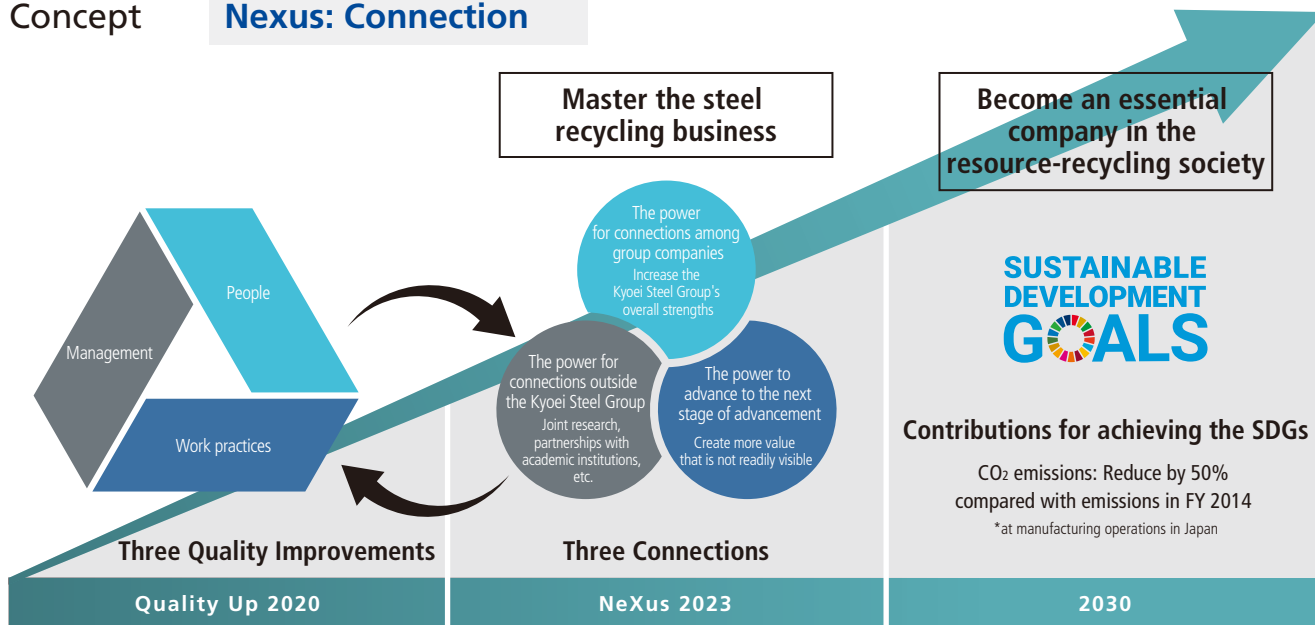 Concept
Nexus: Connection
Master the steel
recycling business
Become an essential
company in the
resource-recycling society
People
Management
Work practices
The power
for connections among
group companies
Increase the
Kyoei Steel Group's
overall strengths
The power for
connections outside
the Kyoei Steel Group
Joint research,
partnerships with
academic institutions,
etc.
The power to
advance to the next
stage of advancement
Create more value
that is not readily visible
SUSTAINABLE
DEVELOPMENT
GOALS
Contributions for achieving the SDGs
CO2 emissions: Reduce by 50%
compared with emissions in FY 2014
*at manufacturing operations in Japan
Three Quality Improvements
Three Connections
Quality Up 2020
NeXus 2023
2030